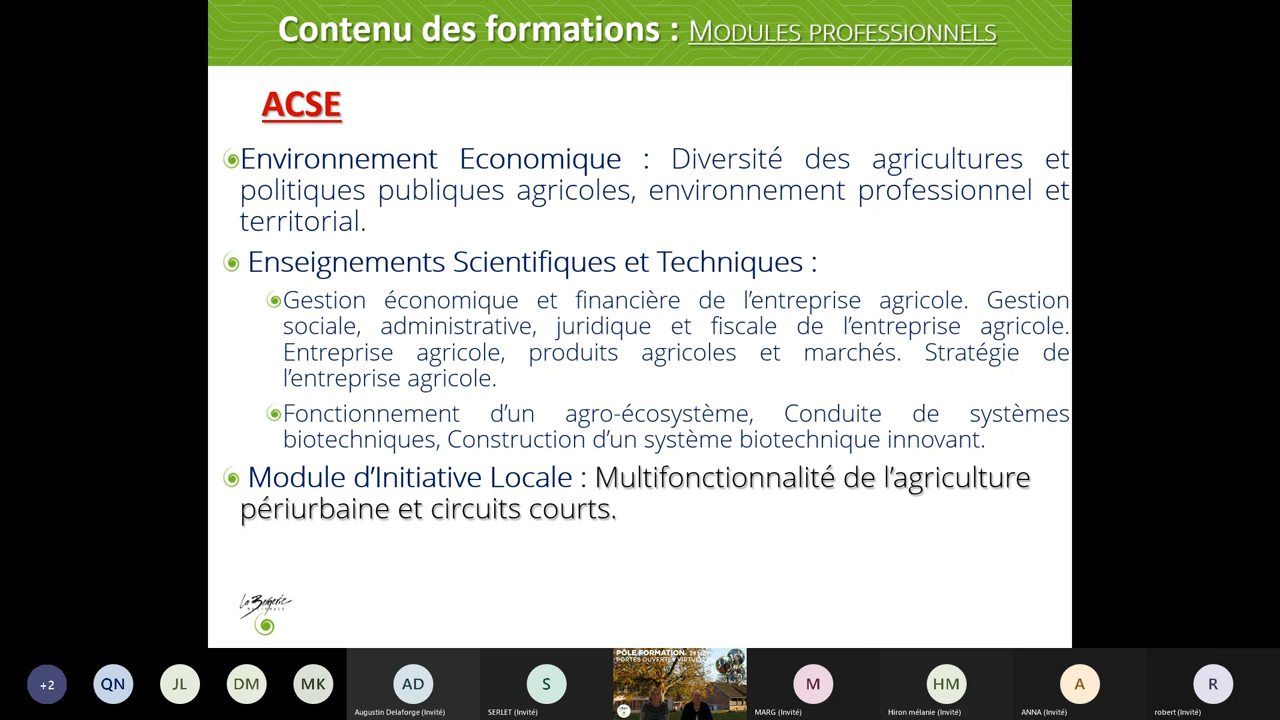 Contenu des formations : MODULES PROFESSIONNELS
ACSE
Environnement Economique : Diversité des agricultures et
politiques publiques agricoles, environnement professionnel et
territorial.
Enseignements Scientifiques et Techniques :
Gestion économique et financière de l'entreprise agricole. Gestion
sociale, administrative, juridique et fiscale de l'entreprise agricole.
Entreprise agricole, produits agricoles et marchés. Stratégie de
l'entreprise agricole.
Fonctionnement d'un agro-écosystème, Conduite de systèmes
biotechniques, Construction d'un système biotechnique innovant.
Module d'Initiative Locale : Multifonctionnalité de l'agriculture
périurbaine et circuits courts.
La Bergerie
NATIONALE
PÔLE FORMATION
PORTES OUVERTES VIRTUELLES
+2
QN
JL
DM
MK
AD
S
M
HM
A
R
Augustin Delaforge (Invité)
SERLET (Invité)
MARG (Invité)
Hiron mélanie (Invité)
ANNA (Invité)
robert (Invité)